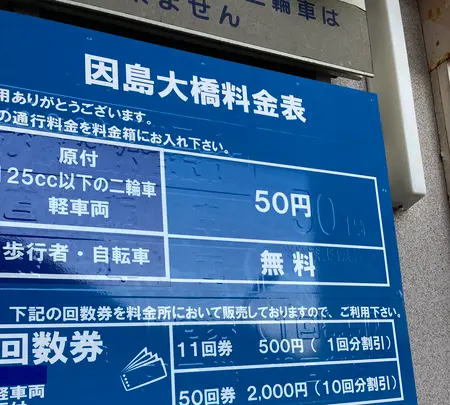 二輪車は
ません
因島大橋料金表
用ありがとうございます。
の通行料金を料金箱にお入れ下さい。
原付
125cc以下の二輪車
軽車両
50円
歩行者・自転車
無料
下記の回数券を料金所において販売しておりますので、ご利用下さい。
回数券
11回券 500円（ 1回分割引）
軽車両
50回券 2,000円（10回分割引）